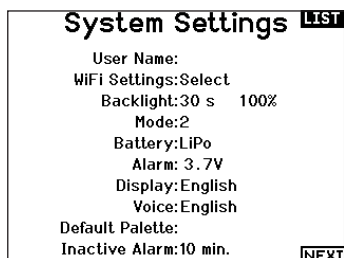 System Settings LIST
User Name:
WiFi Settings:Select
Backlight:30 s 100%
Mode:2
Battery:LiPo
Alarm: 3.7V
Display:English
Voice:English
Default Palette:
Inactive Alarm:10 min.
NEXT